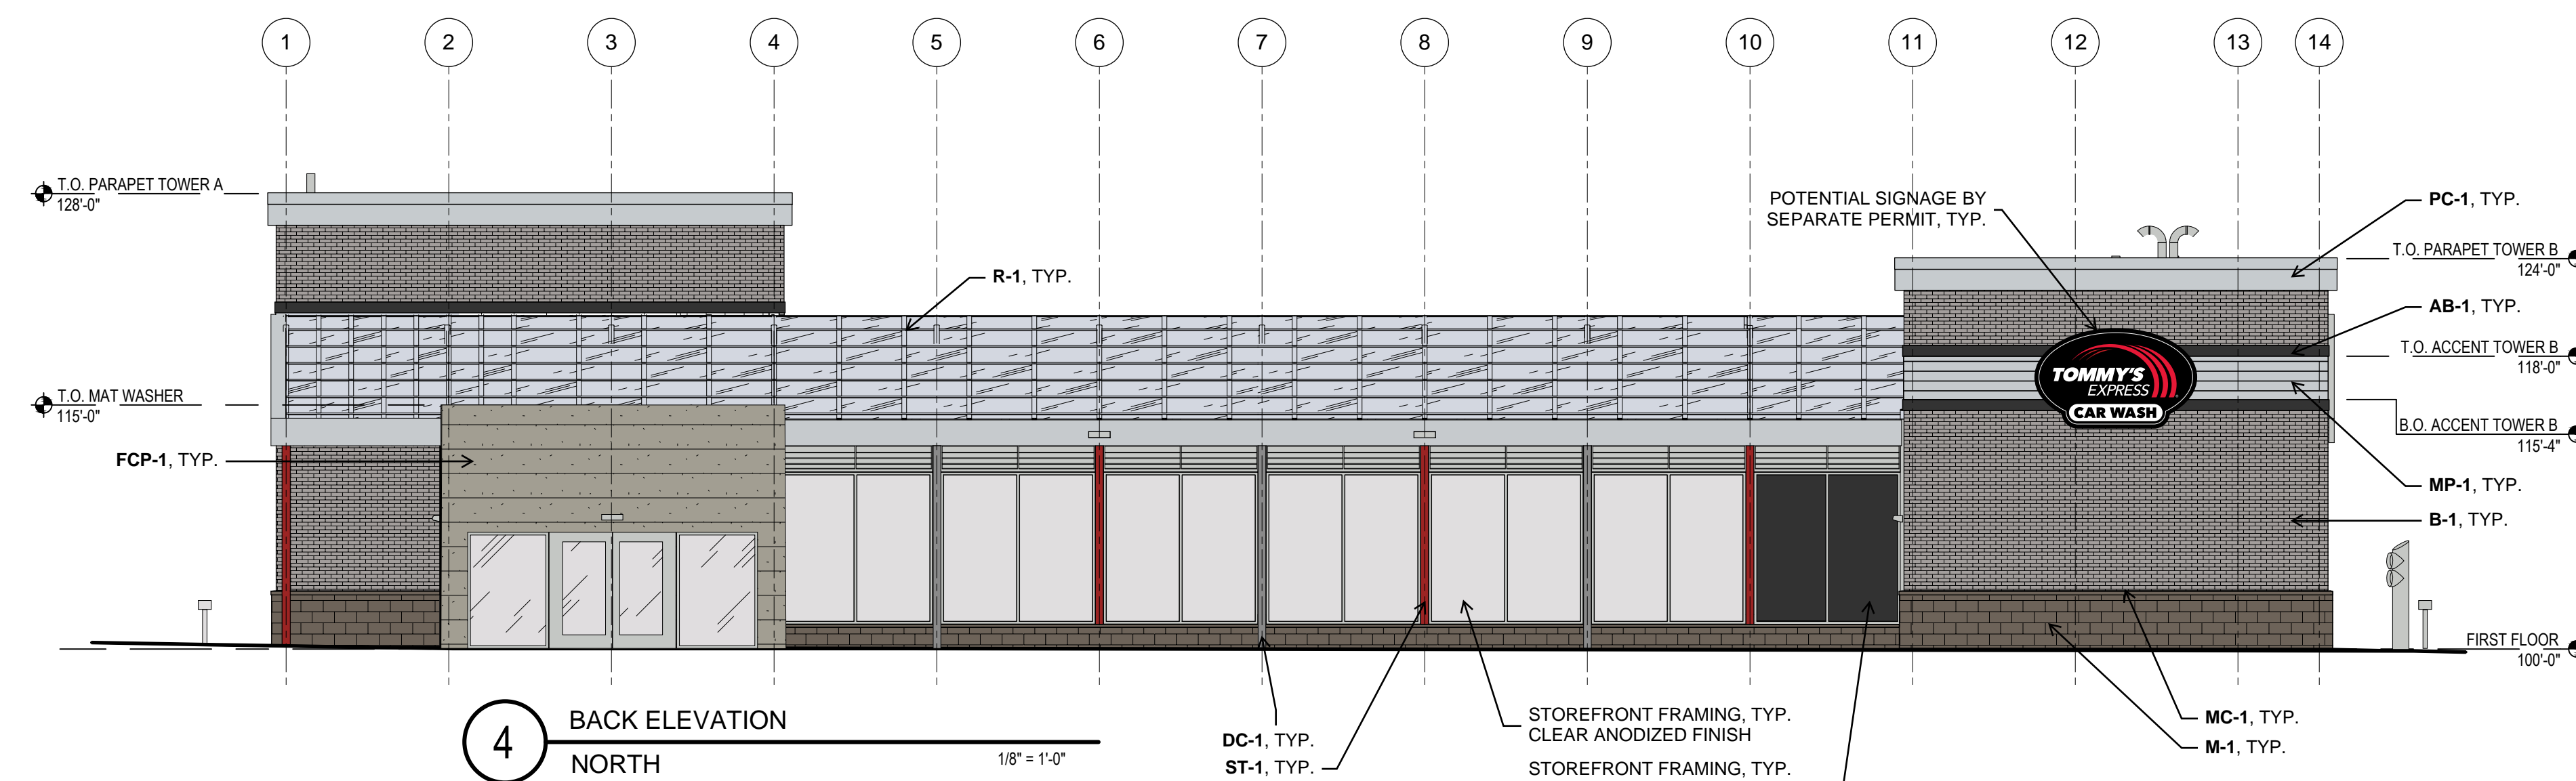 1 2 3 4 5 6 7 8 9 10 11 12 13 14
T.O. PARAPET TOWER A
128'-0"
POTENTIAL SIGNAGE BY
SEPARATE PERMIT, TYP.
PC-1, TYP.
T.O. PARAPET TOWER B
124'-0"
R-1, TYP.
AB-1, TYP.
T.O. ACCENT TOWER B
118'-0"
TOMMY'S
EXPRESS
CAR WASH
T.O. MAT WASHER
115'-0"
B.O. ACCENT TOWER B
115'-4"
FCP-1, TYP.
MP-1, TYP.
B-1, TYP.
FIRST FLOOR
100'-0"
4
BACK ELEVATION
NORTH
1/8" = 1'-0"
DC-1, TYP.
ST-1, TYP.
STOREFRONT FRAMING, TYP.
CLEAR ANODIZED FINISH
STOREFRONT FRAMING, TYP.
MC-1, TYP.
M-1, TYP.